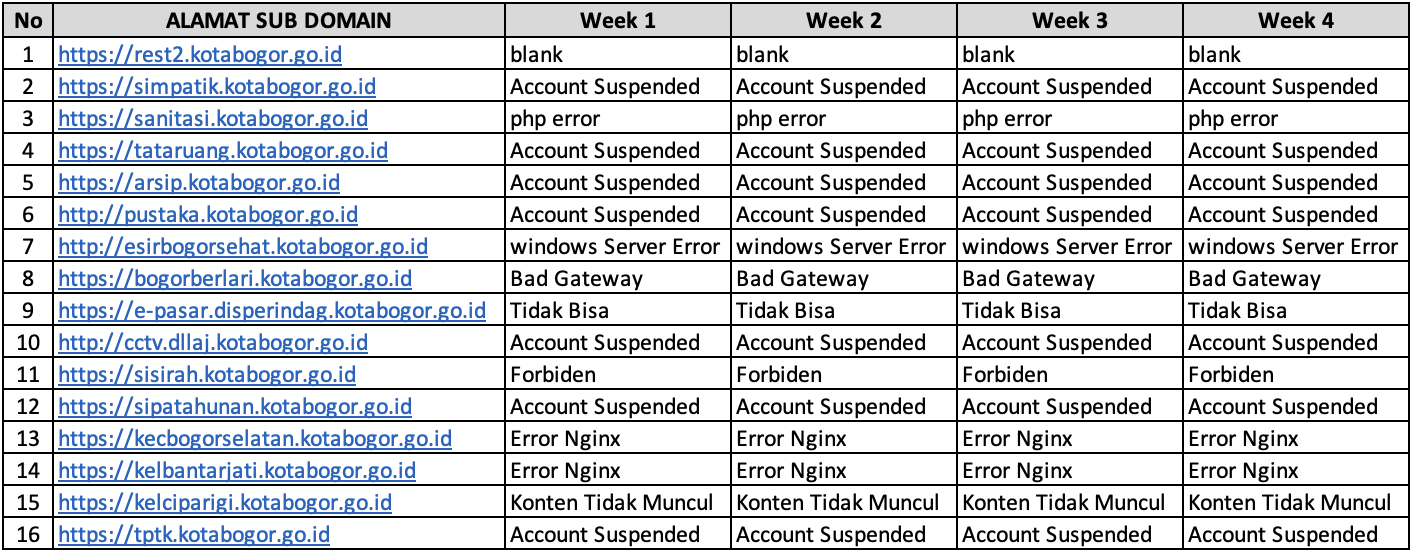 No ALAMAT SUB DOMAIN Week 1 Week 2 Week 3 Week 4
1 https://rest2.kotabogor.go.id blank blank blank blank
2 https://simpatik.kotabogor.go.id Account Suspended Account Suspended Account Suspended Account Suspended
3 https://sanitasi.kotabogor.go.id php error php error php error php error
4 https://tataruang.kotabogor.go.id Account Suspended Account Suspended Account Suspended Account Suspended
5 https://arsip.kotabogor.go.id Account Suspended Account Suspended Account Suspended Account Suspended
6 http://pustaka.kotabogor.go.id Account Suspended Account Suspended Account Suspended Account Suspended
7 http://esirbogorsehat.kotabogor.go.id windows Server Error windows Server Error windows Server Error windows Server Error
8 https://bogorberlari.kotabogor.go.id Bad Gateway Bad Gateway Bad Gateway Bad Gateway
9 https://e-pasar.disperindag.kotabogor.go.id Tidak Bisa Tidak Bisa Tidak Bisa Tidak Bisa
10 http://cctv.dllaj.kotabogor.go.id Account Suspended Account Suspended Account Suspended Account Suspended
11 https://sisirah.kotabogor.go.id Forbiden Forbiden Forbiden Forbiden
12 https://sipatahunan.kotabogor.go.id Account Suspended Account Suspended Account Suspended Account Suspended
13 https://kecbogorselatan.kotabogor.go.id Error Nginx Error Nginx Error Nginx Error Nginx
14 https://kelbantarjati.kotabogor.go.id Error Nginx Error Nginx Error Nginx Error Nginx
15 https://kelciparigi.kotabogor.go.id Konten Tidak Muncul Konten Tidak Muncul Konten Tidak Muncul Konten Tidak Muncul
16 https://tptk.kotabogor.go.id Account Suspended Account Suspended Account Suspended Account Suspended